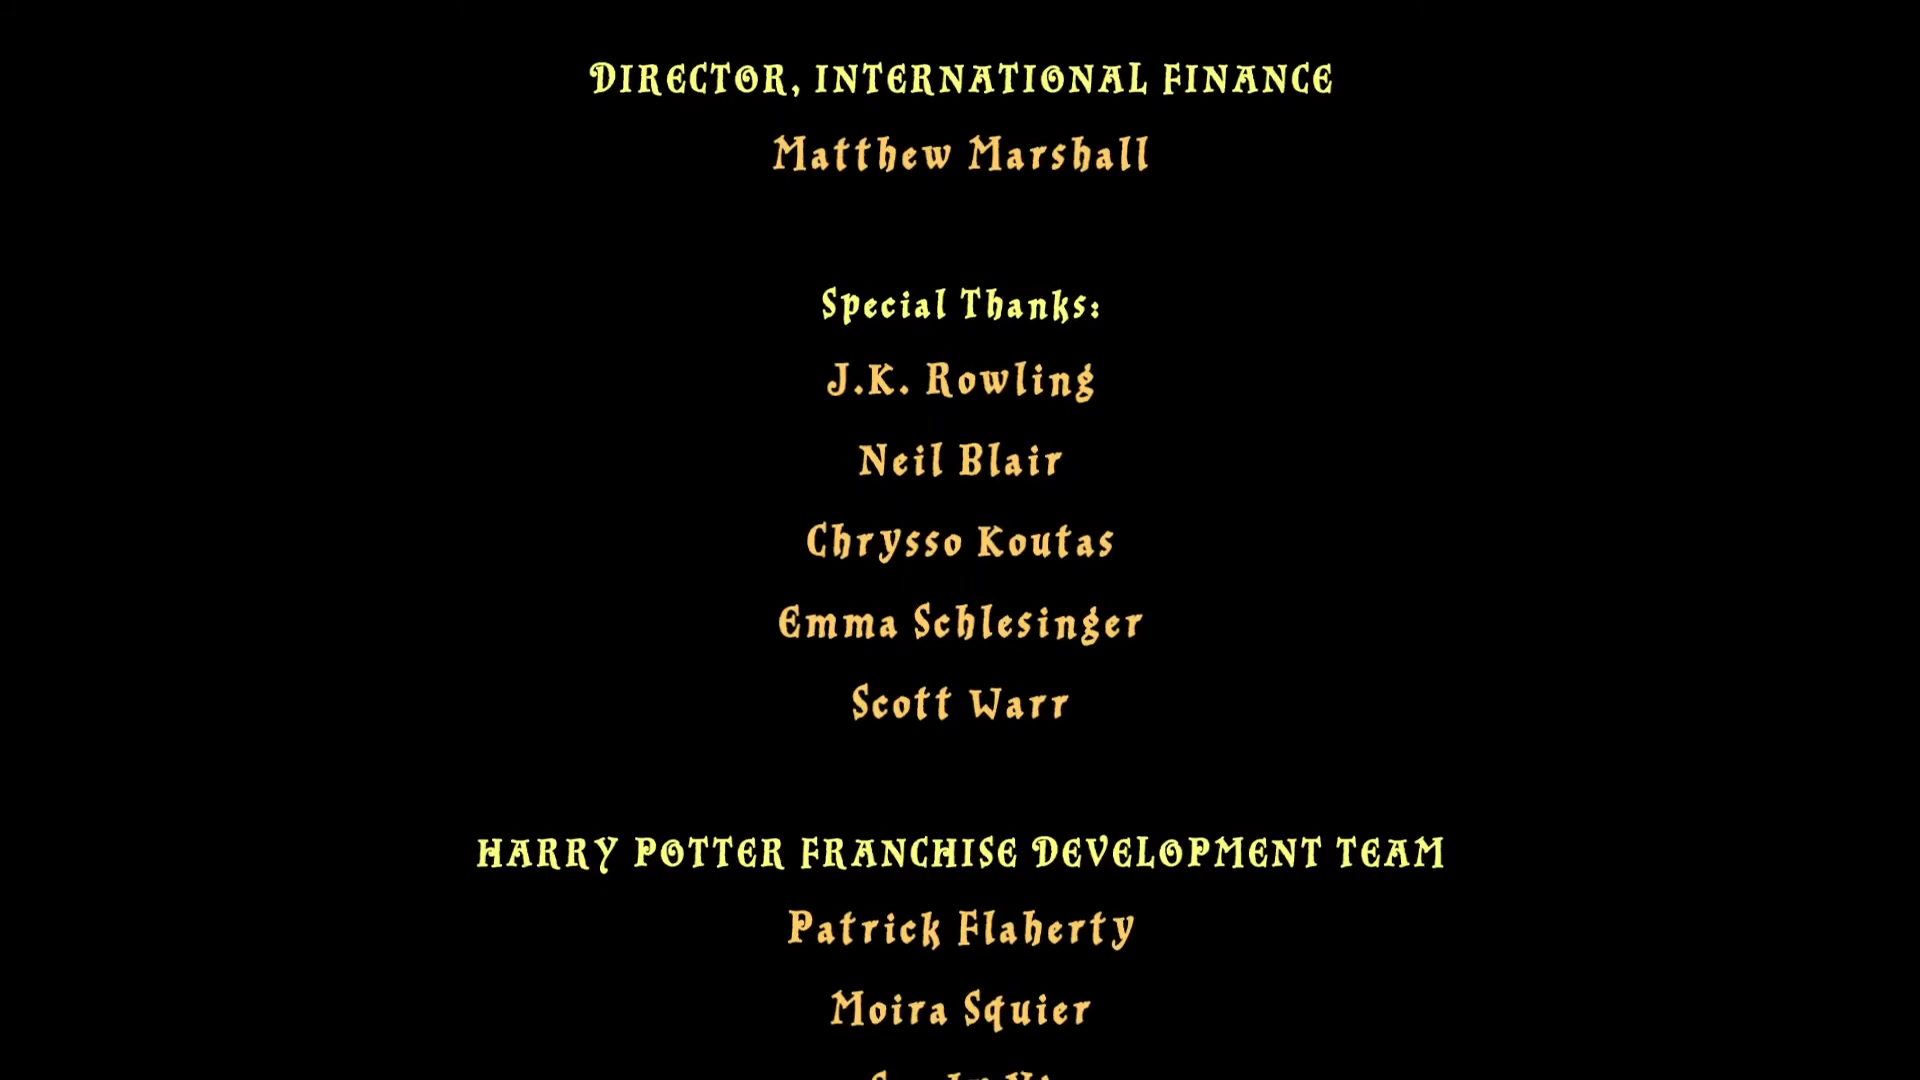 DIRECTOR, INTERNATIONAL FINANCE
Matthew Marshall
Special Thanks:
J.K. Rowling
Neil Blair
Chrysso Koutas
Emma Schlesinger
Scott Warr
HARRY POTTER FRANCHISE DEVELOPMENT TEAM
Patrick Flaherty
Moira Squier